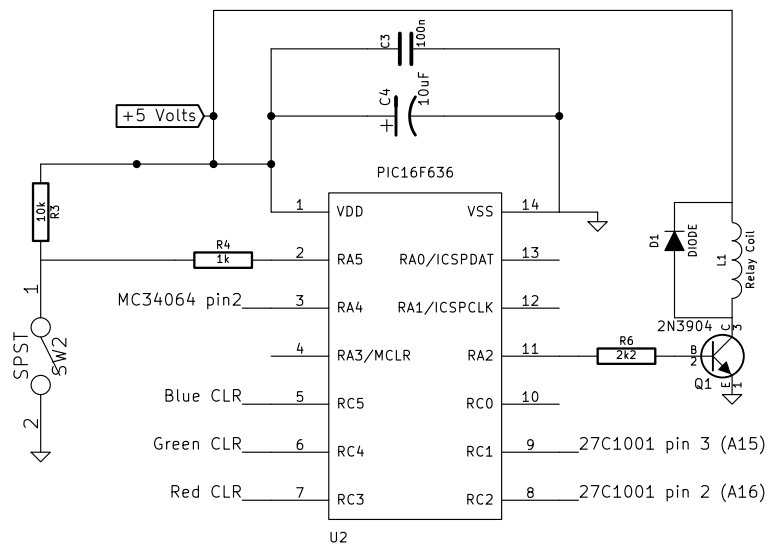 C3
100n
C4
10uF
+
+5 Volts
PIC16F636
10k
R3
1
VDD
VSS
14
R4
1k
2
RA5
RA0/ICSPDAT
13
D1
DIODE
L1
Relay Coil
1
MC34064 pin2
3
RA4
RA1/ICSPCLK
12
SPST
SW2
2N3904
C
3
4
RA3/MCLR
RA2
11
R6
2k2
B
2
Q1
E
1
2
Blue CLR
5
RC5
RC0
10
Green CLR
6
RC4
RC1
9
27C1001 pin 3 (A15)
Red CLR
7
RC3
RC2
8
27C1001 pin 2 (A16)
U2